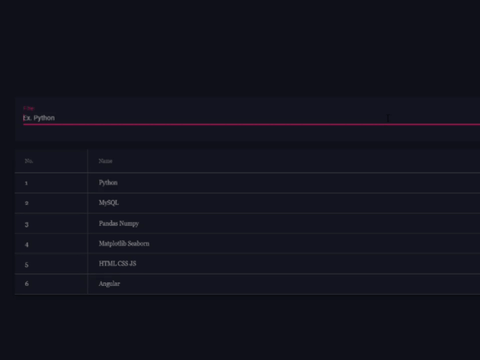 Ex. Python
No. Name
1 Python
2 MySQL
3 Pandas Numpy
4 Matplotlib Seaborn
5 HTML CSS JS
6 Angular